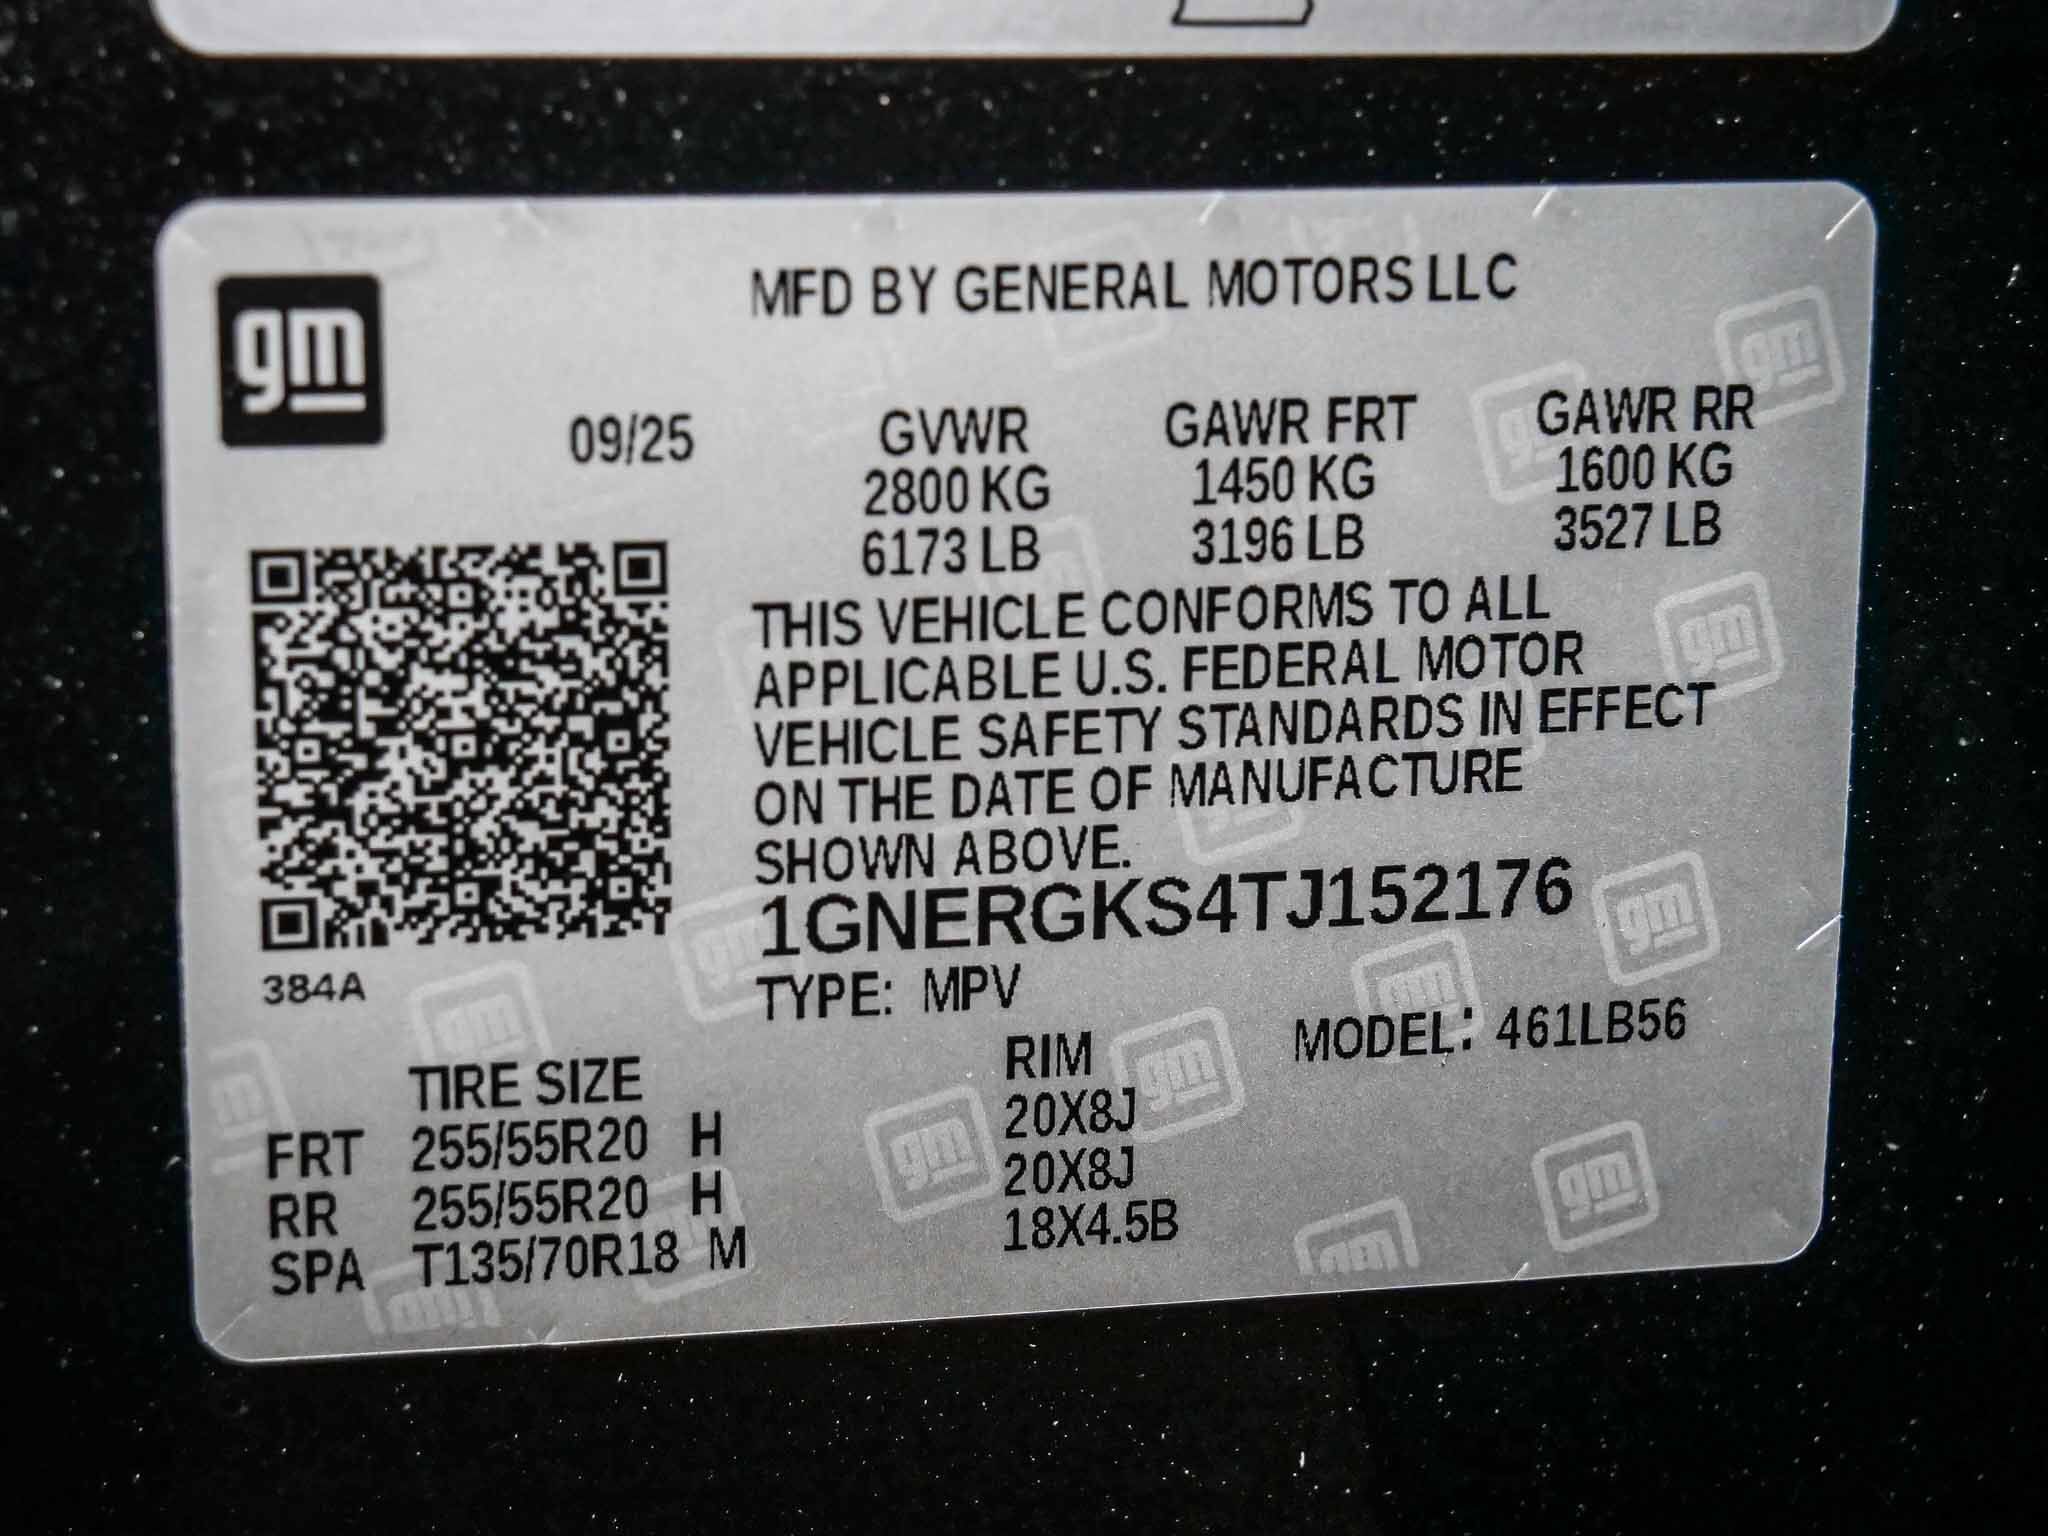 gm
MFD BY GENERAL MOTORS LLC
09/25
GVWR GAWR FRT GAWR RR
2800 KG 1450 KG 1600 KG
6173 LB 3196 LB 3527 LB
THIS VEHICLE CONFORMS TO ALL
APPLICABLE U.S. FEDERAL MOTOR
VEHICLE SAFETY STANDARDS IN EFFECT
ON THE DATE OF MANUFACTURE
SHOWN ABOVE.
1GNERGKS4TJ152176
384A
TYPE: MPV
MODEL: 461LB56
TIRE SIZE RIM
FRT 255/55R20 H 20X8J
RR 255/55R20 H 20X8J
SPA T135/70R18 M 18X4.5B